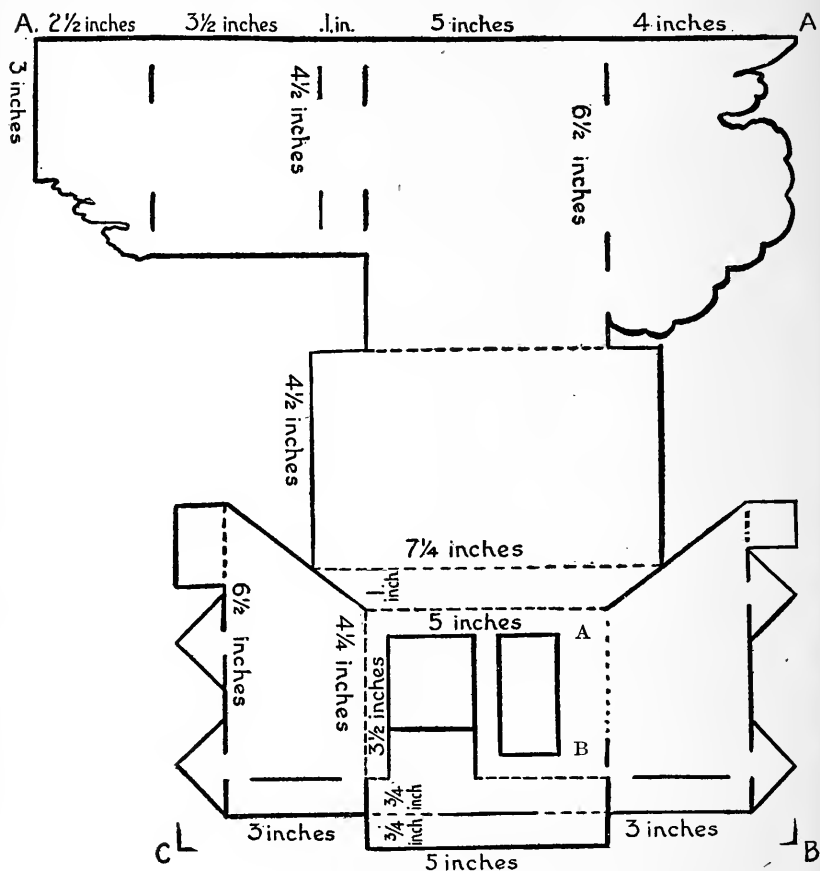 A. 2½ inches 3½ inches .1.in. 5 inches 4 inches A
3 inches
4½ inches
6½ inches
4½ inches
7¼ inches
1 inch
6½ inches
4¼ inches
5 inches
A
3½ inches
B
¾ inch
¾ inch
3 inches
3 inches
C
B
5 inches